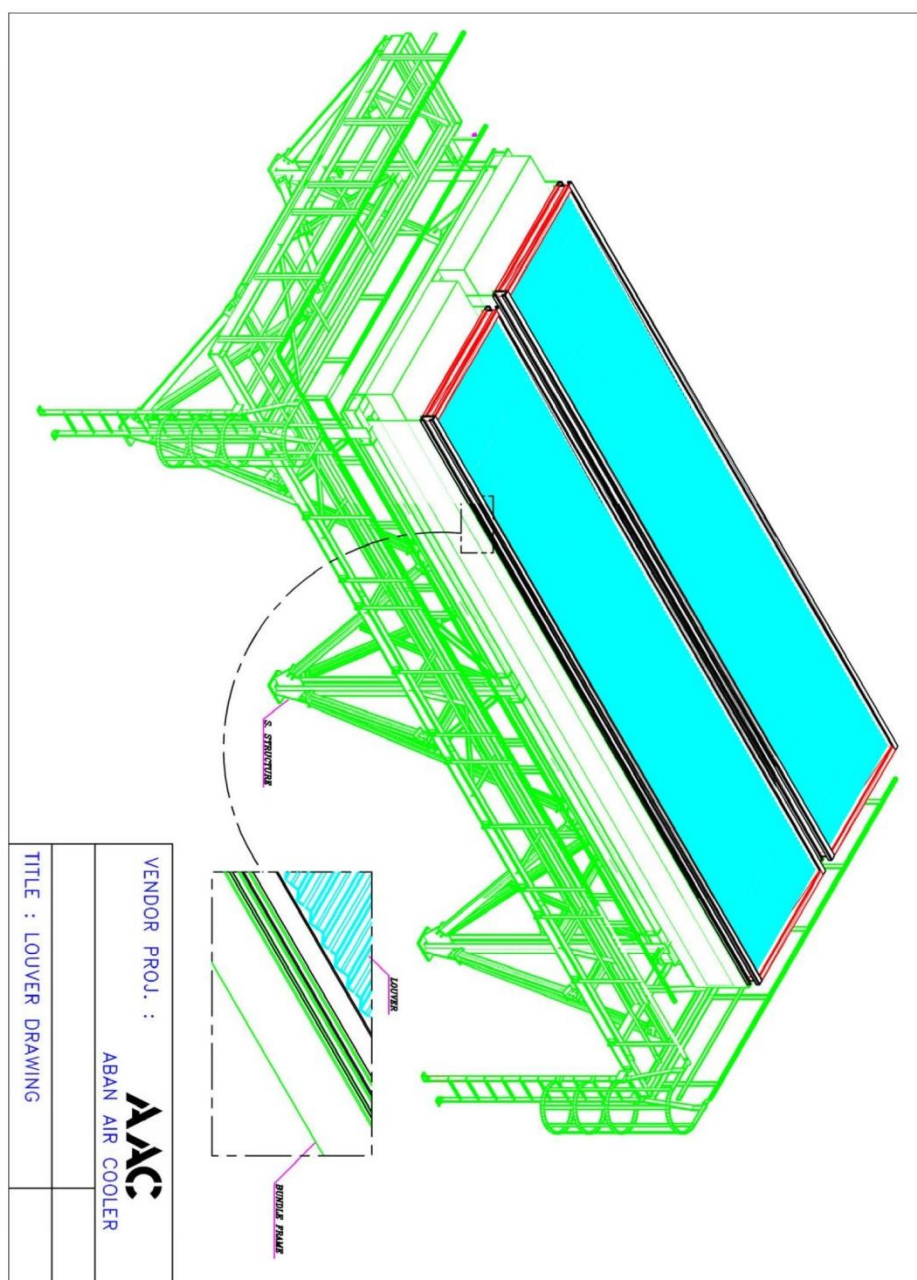 S. STRUCTURE
LOUVER
BUNDLE FRAME
VENDOR PROJ. :
AAC
ABAN AIR COOLER
TITLE : LOUVER DRAWING